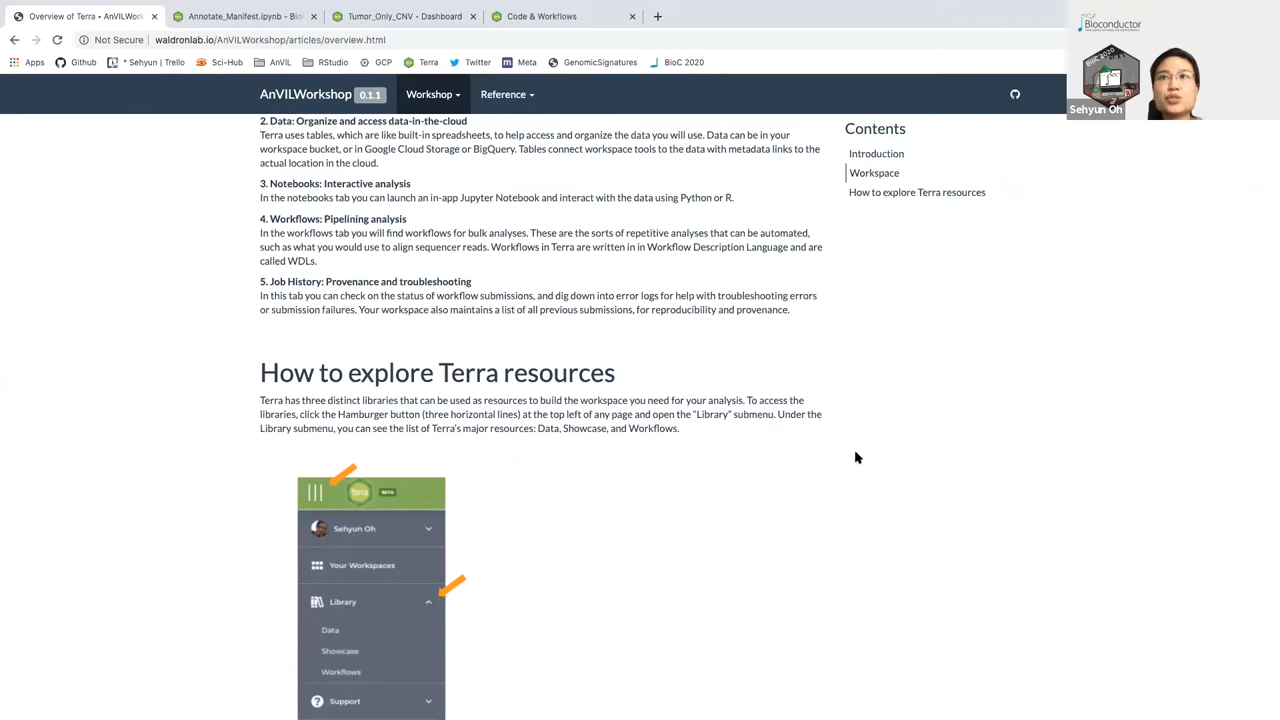 Overview of Terra • AnVILWork
Annotate_Manifest.ipynb - Bio
Tumor_Only_CNV - Dashboard
Code & Workflows
Not Secure
waldronlab.io/AnVILWorkshop/articles/overview.html
Apps
Github
* Sehyun | Trello
Sci-Hub
AnVIL
RStudio
GCP
Terra
Twitter
Meta
GenomicSignatures
BioC 2020
Bioconductor
BioC 2020
Sehyun Oh
AnVILWorkshop 0.1.1
Workshop
Reference
2. Data: Organize and access data-in-the-cloud
Terra uses tables, which are like built-in spreadsheets, to help access and organize the data you will use. Data can be in your
workspace bucket, or in Google Cloud Storage or BigQuery. Tables connect workspace tools to the data with metadata links to the
actual location in the cloud.
3. Notebooks: Interactive analysis
In the notebooks tab you can launch an in-app Jupyter Notebook and interact with the data using Python or R.
4. Workflows: Pipelining analysis
In the workflows tab you will find workflows for bulk analyses. These are the sorts of repetitive analyses that can be automated,
such as what you would use to align sequencer reads. Workflows in Terra are written in in Workflow Description Language and are
called WDLs.
5. Job History: Provenance and troubleshooting
In this tab you can check on the status of workflow submissions, and dig down into error logs for help with troubleshooting errors
or submission failures. Your workspace also maintains a list of all previous submissions, for reproducibility and provenance.
How to explore Terra resources
Terra has three distinct libraries that can be used as resources to build the workspace you need for your analysis. To access the
libraries, click the Hamburger button (three horizontal lines) at the top left of any page and open the "Library" submenu. Under the
Library submenu, you can see the list of Terra's major resources: Data, Showcase, and Workflows.
Terra
BETA
Sehyun Oh
Your Workspaces
Library
Data
Showcase
Workflows
Support
Contents
Introduction
Workspace
How to explore Terra resources